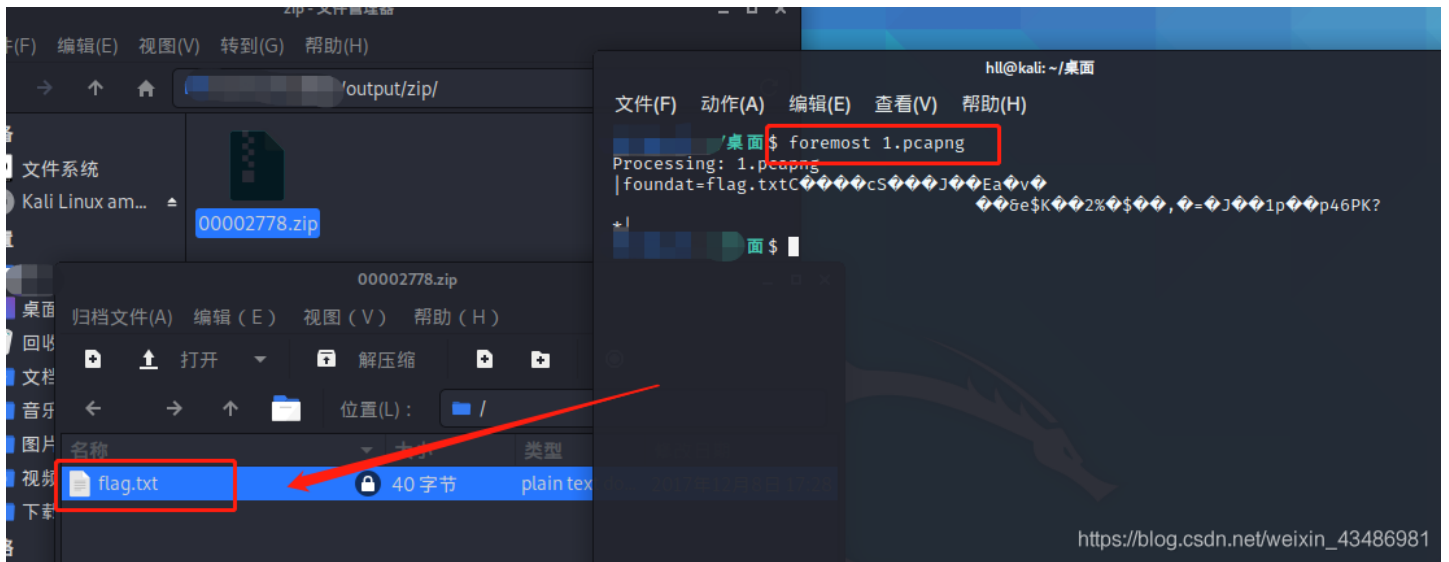 zip - 文件管理器
(F) 编辑(E) 视图(V) 转到(G) 帮助(H)
/output/zip/
文件系统
Kali Linux am...
00002778.zip
桌面
回收
文档
音乐
图片
视频
下载
00002778.zip
归档文件(A) 编辑(E) 视图(V) 帮助(H)
打开 解压缩
位置(L): /
名称 大小 类型
flag.txt 40 字节 plain tex
hll@kali: ~/桌面
文件(F) 动作(A) 编辑(E) 查看(V) 帮助(H)
/桌面$ foremost 1.pcapng
Processing: 1.pcapng
|foundat=flag.txtC����cS���J��Ea�v�
��&e$K��2%�$��,�=�J��1p��p46PK?
*|
面$
https://blog.csdn.net/weixin_43486981